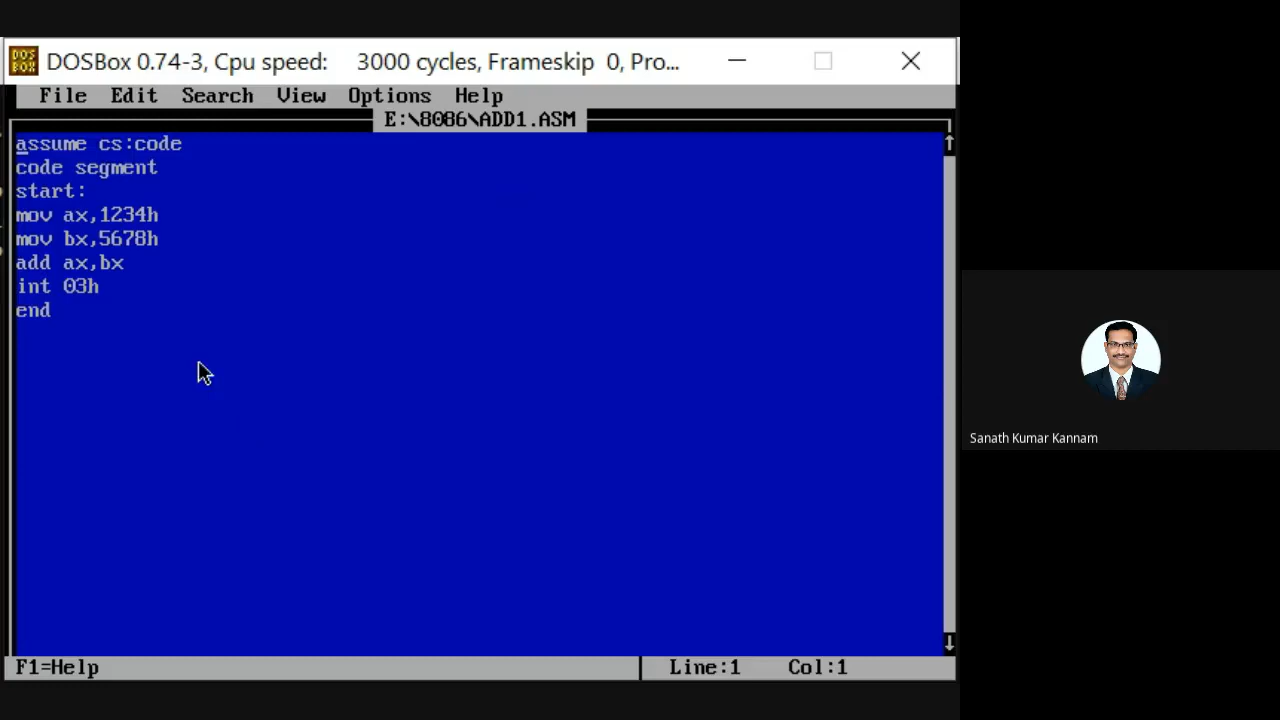 DOSBox 0.74-3, Cpu speed: 3000 cycles, Frameskip 0, Pro...
File Edit Search View Options Help
E:\8086\ADD1.ASM
assume cs:code
code segment
start:
mov ax,1234h
mov bx,5678h
add ax,bx
int 03h
end
F1=Help
Line:1 Col:1
Sanath Kumar Kannam